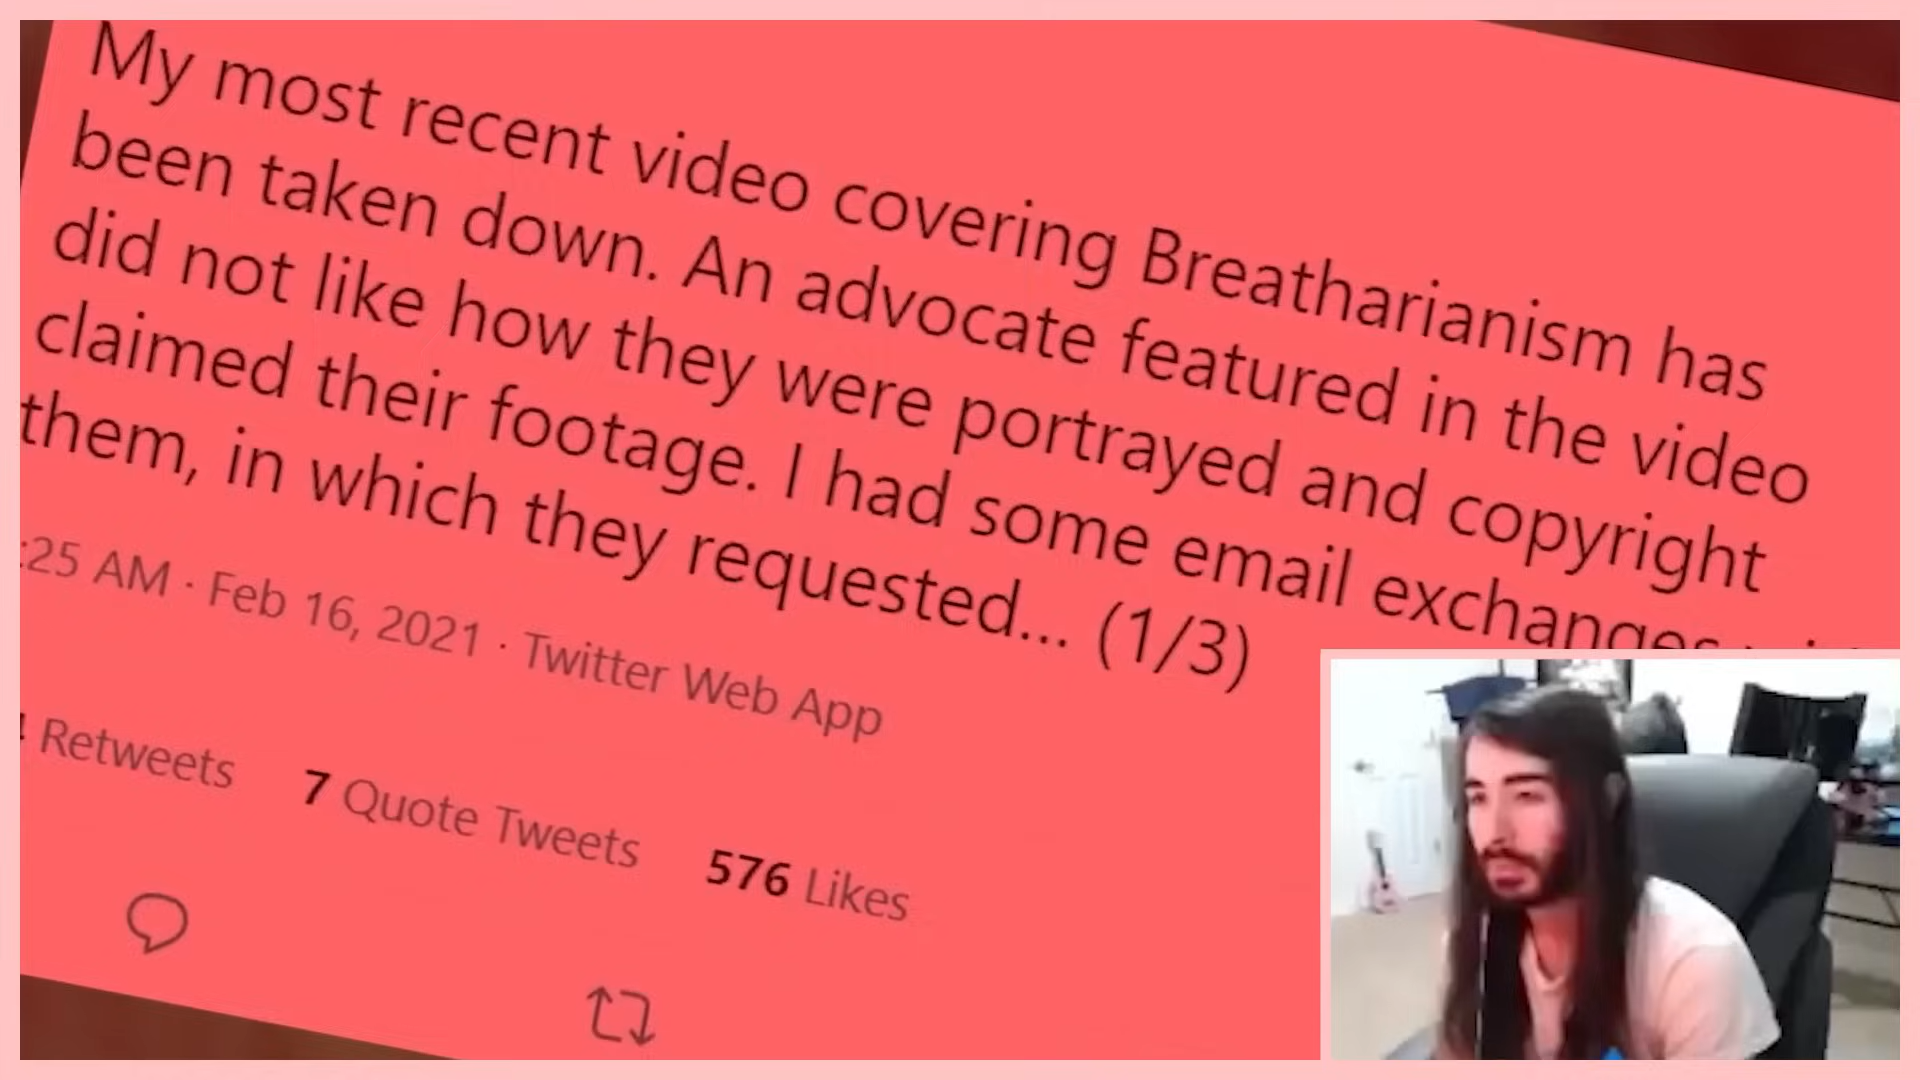 My most recent video covering Breatharianism has
been taken down. An advocate featured in the video
did not like how they were portrayed and copyright
claimed their footage. I had some email exchanges
them, in which they requested... (1/3)
:25 AM · Feb 16, 2021 · Twitter Web App
Retweets 7 Quote Tweets 576 Likes